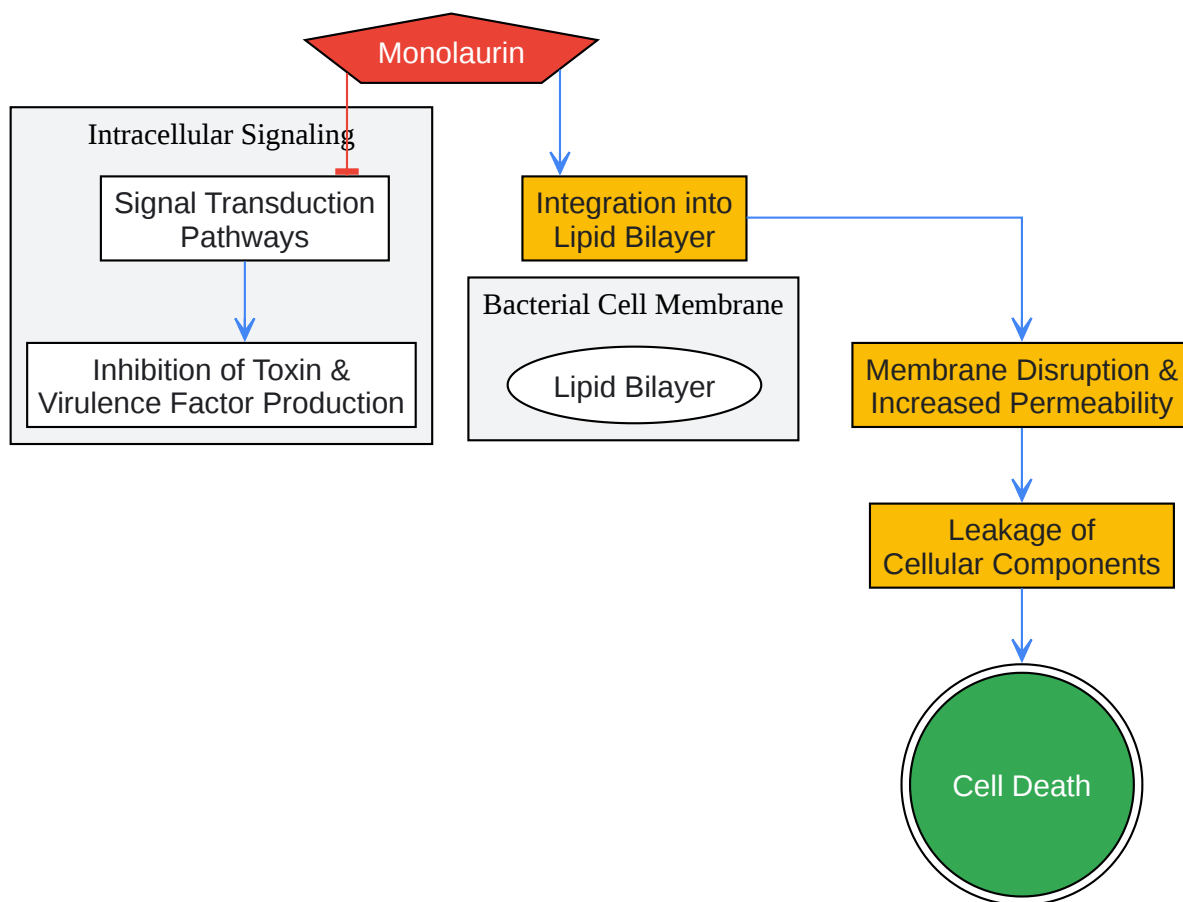 Monolaurin
Intracellular Signaling
Signal Transduction
Pathways
Inhibition of Toxin &
Virulence Factor Production
Integration into
Lipid Bilayer
Bacterial Cell Membrane
Lipid Bilayer
Membrane Disruption &
Increased Permeability
Leakage of
Cellular Components
Cell Death